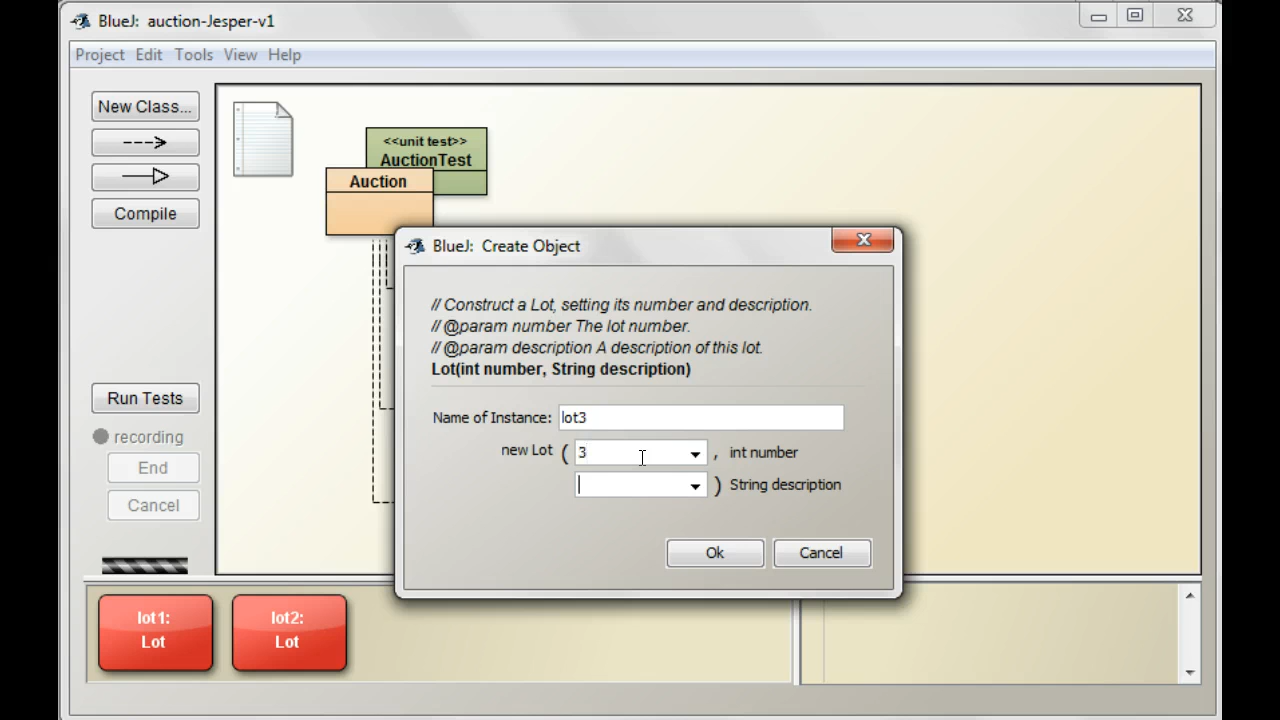 BlueJ: auction-Jesper-v1
Project Edit Tools View Help
New Class...
Compile
Run Tests
recording
End
Cancel
<<unit test>>
AuctionTest
Auction
BlueJ: Create Object
// Construct a Lot, setting its number and description.
// @param number The lot number.
// @param description A description of this lot.
Lot(int number, String description)
Name of Instance: lot3
new Lot ( 3 , int number
) String description
Ok Cancel
lot1:
Lot
lot2:
Lot